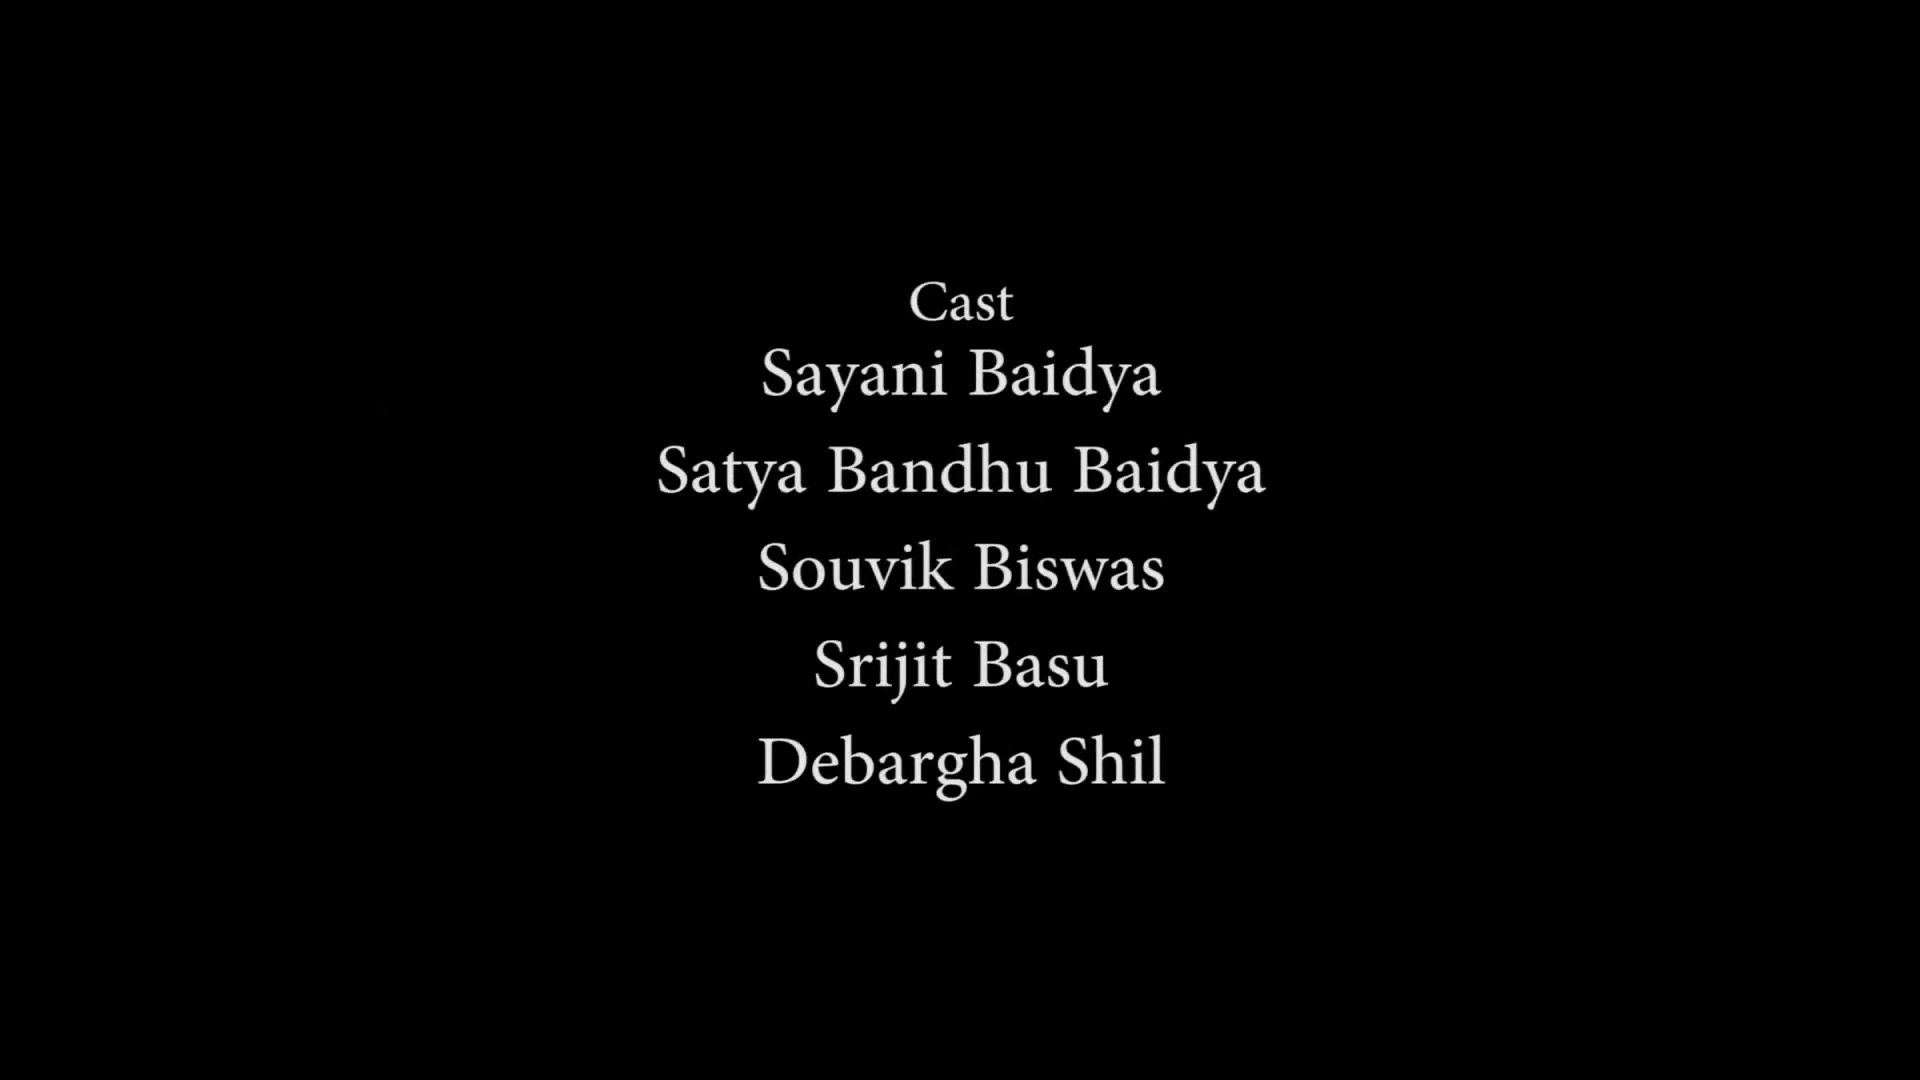 Cast
Sayani Baidya
Satya Bandhu Baidya
Souvik Biswas
Srijit Basu
Debargha Shil